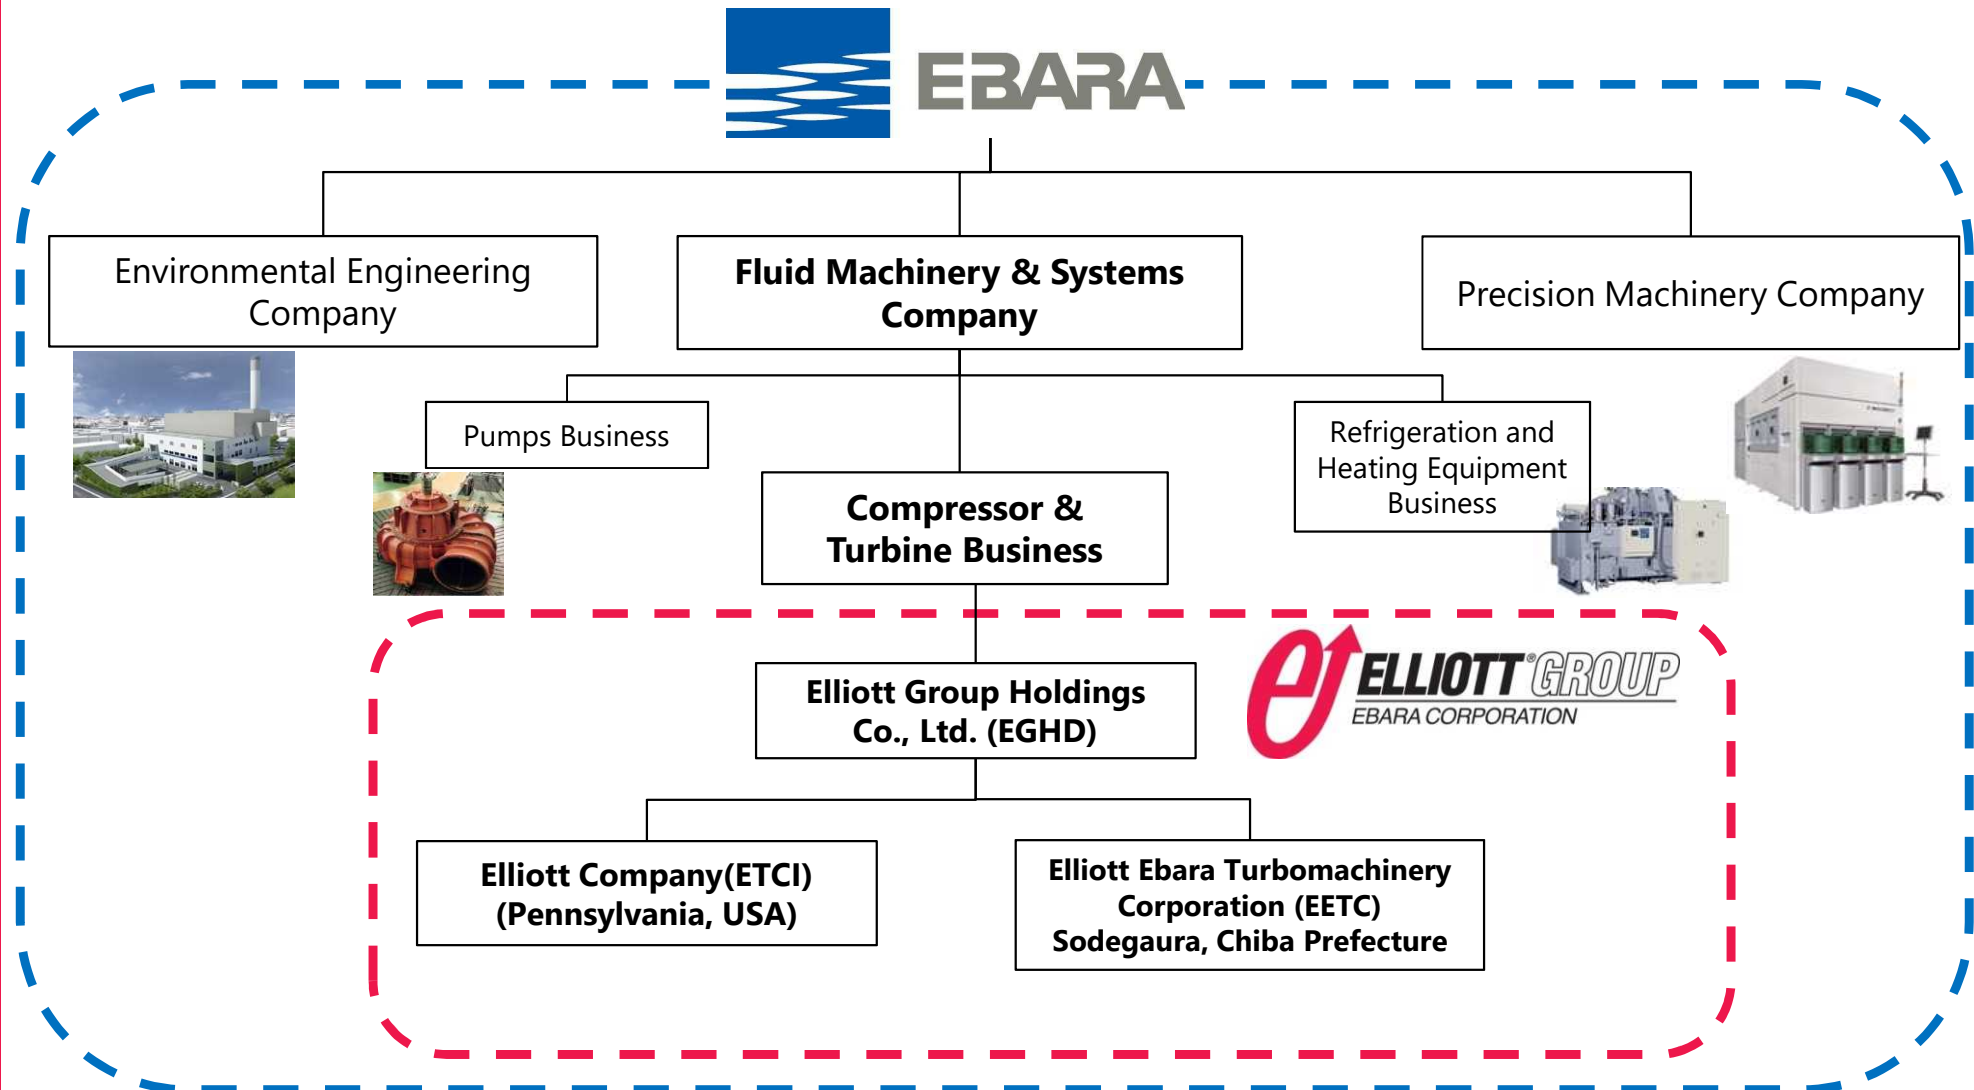 EBARA
Environmental Engineering
Company
Fluid Machinery & Systems
Company
Precision Machinery Company
Pumps Business
Compressor &
Turbine Business
Refrigeration and
Heating Equipment
Business
ELLIOTT® GROUP
EBARA CORPORATION
Elliott Group Holdings
Co., Ltd. (EGHD)
Elliott Company(ETCI)
(Pennsylvania, USA)
Elliott Ebara Turbomachinery
Corporation (EETC)
Sodegaura, Chiba Prefecture